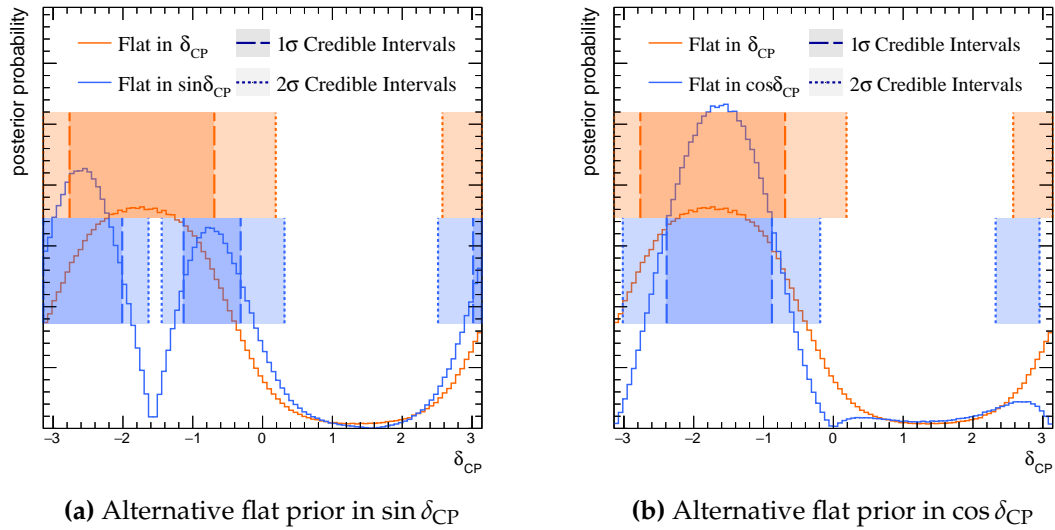 posterior probability
Flat in δCP
1σ Credible Intervals
Flat in sinδCP
2σ Credible Intervals
−3 −2 −1 0 1 2 3
δCP
(a) Alternative flat prior in sin δCP
posterior probability
Flat in δCP
1σ Credible Intervals
Flat in cosδCP
2σ Credible Intervals
−3 −2 −1 0 1 2 3
δCP
(b) Alternative flat prior in cos δCP